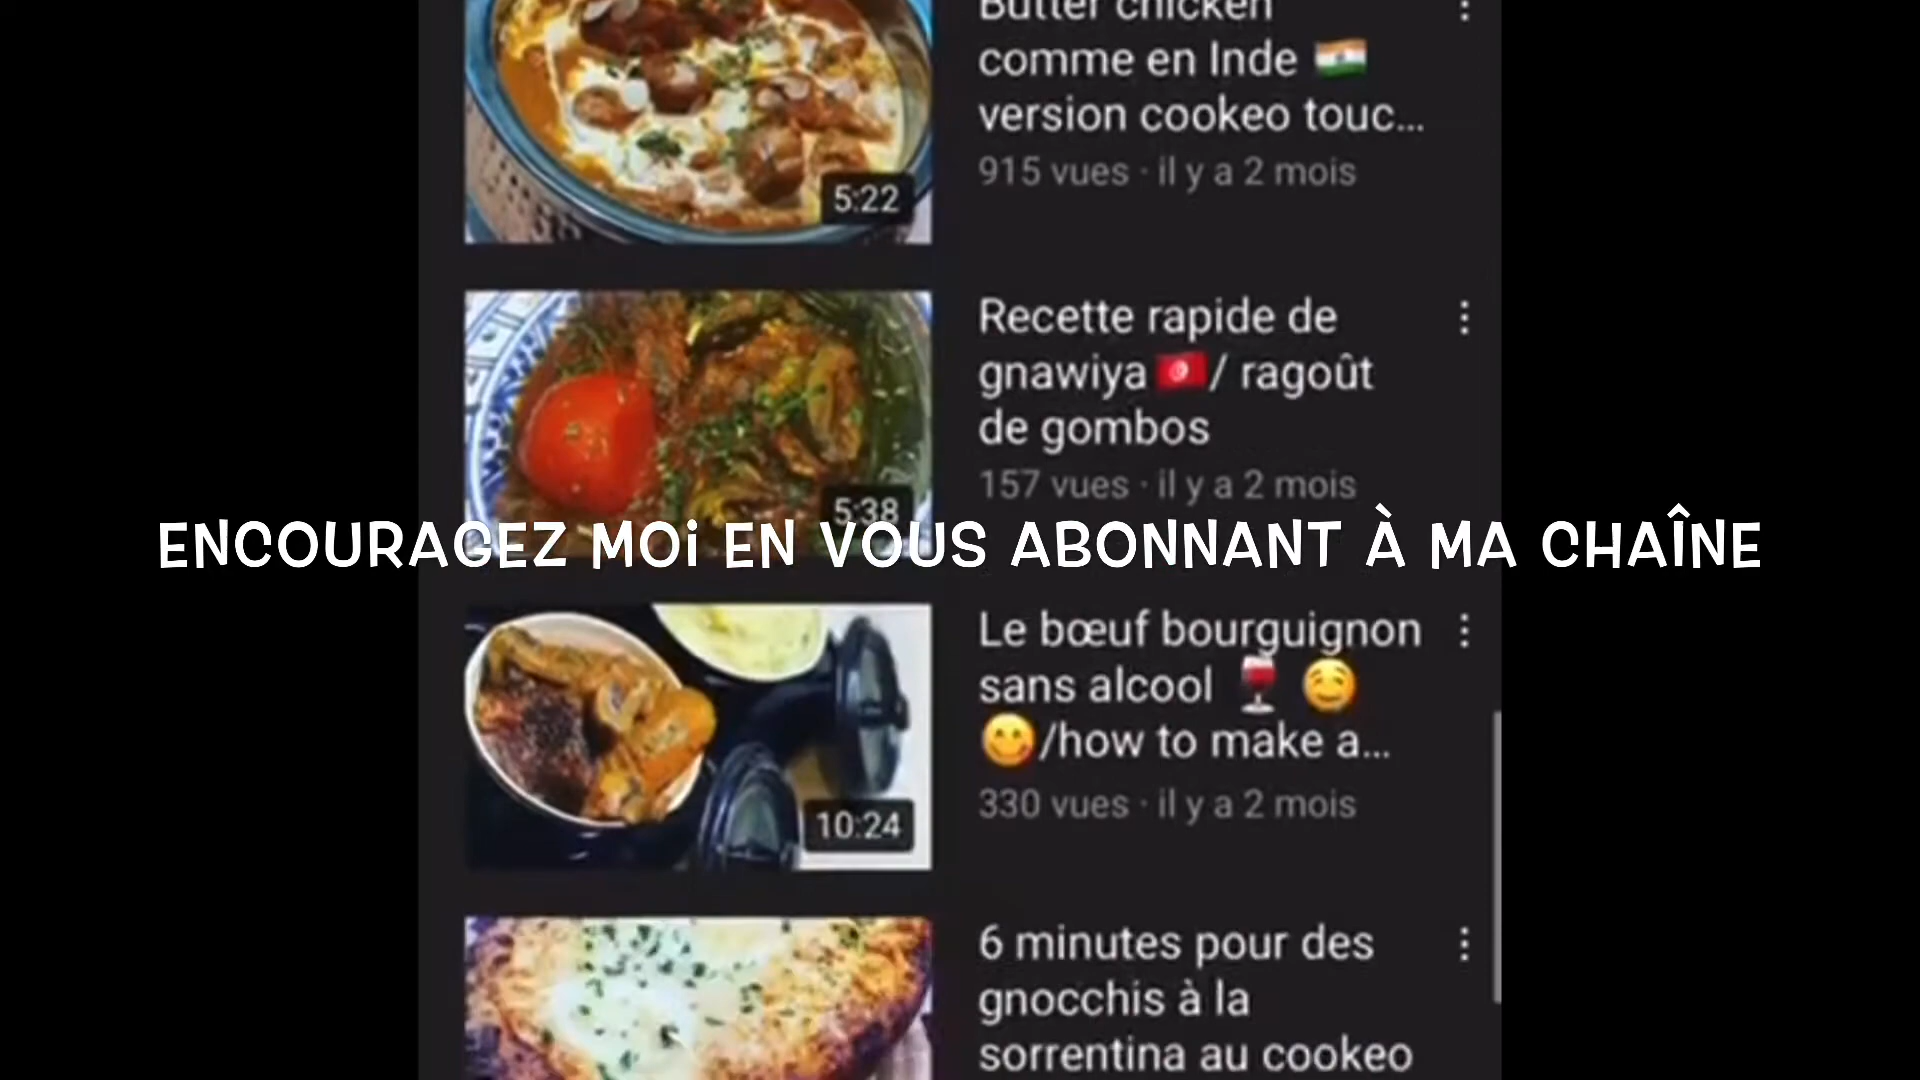 Butter chicken
comme en Inde 🇮🇳
version cookeo touc...
915 vues · il y a 2 mois
5:22
Recette rapide de
gnawiya 🇹🇳/ ragoût
de gombos
157 vues · il y a 2 mois
5:38
ENCOURAGEZ MOi EN VOUS ABONNANT À MA CHAÎNE
Le bœuf bourguignon
sans alcool 🍷 🤤
😋/how to make a...
330 vues · il y a 2 mois
10:24
6 minutes pour des
gnocchis à la
sorrentina au cookeo